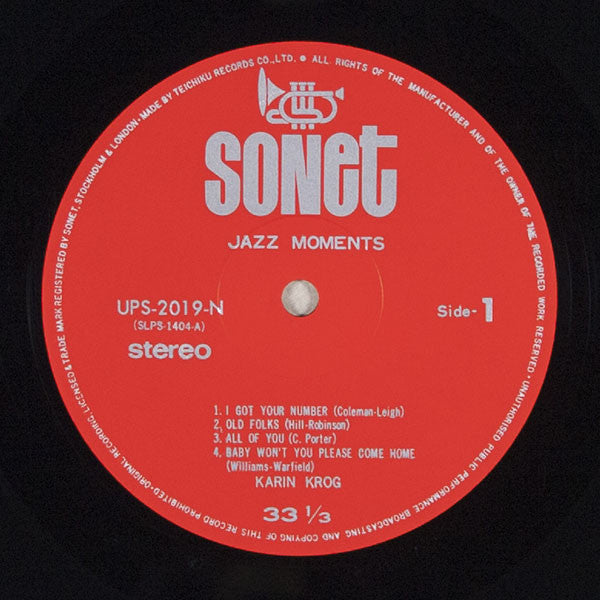 ORIGINAL RECORDING, LICENSED & TRADE MARK REGISTERED BY SONET, STOCKHOLM & LONDON·MADE BY TEICHIKU RECORDS CO., LTD. ● ALL RIGHTS OF THE MANUFACTURER AND OF THE OWNER OF THE RECORDED WORK RESERVED·UNAUTHORISED PUBLIC PERFORMANCE BROADCASTING AND COPYING OF THIS RECORD PROHIBITED·
SONet
JAZZ MOMENTS
UPS-2019-N
(SLPS-1404-A)
stereo
Side-1
1. I GOT YOUR NUMBER (Coleman-Leigh)
2. OLD FOLKS (Hill-Robinson)
3. ALL OF YOU (C. Porter)
4. BABY WON'T YOU PLEASE COME HOME
(Williams-Warfield)
KARIN KROG
33 1/3